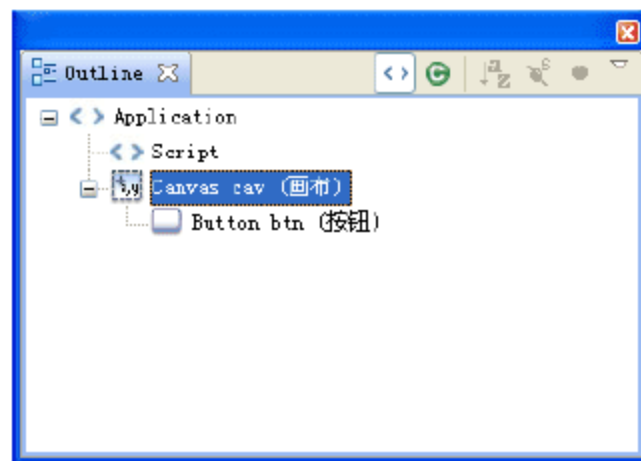 Outline
Application
Script
Canvas cav (画布)
Button btn (按钮)